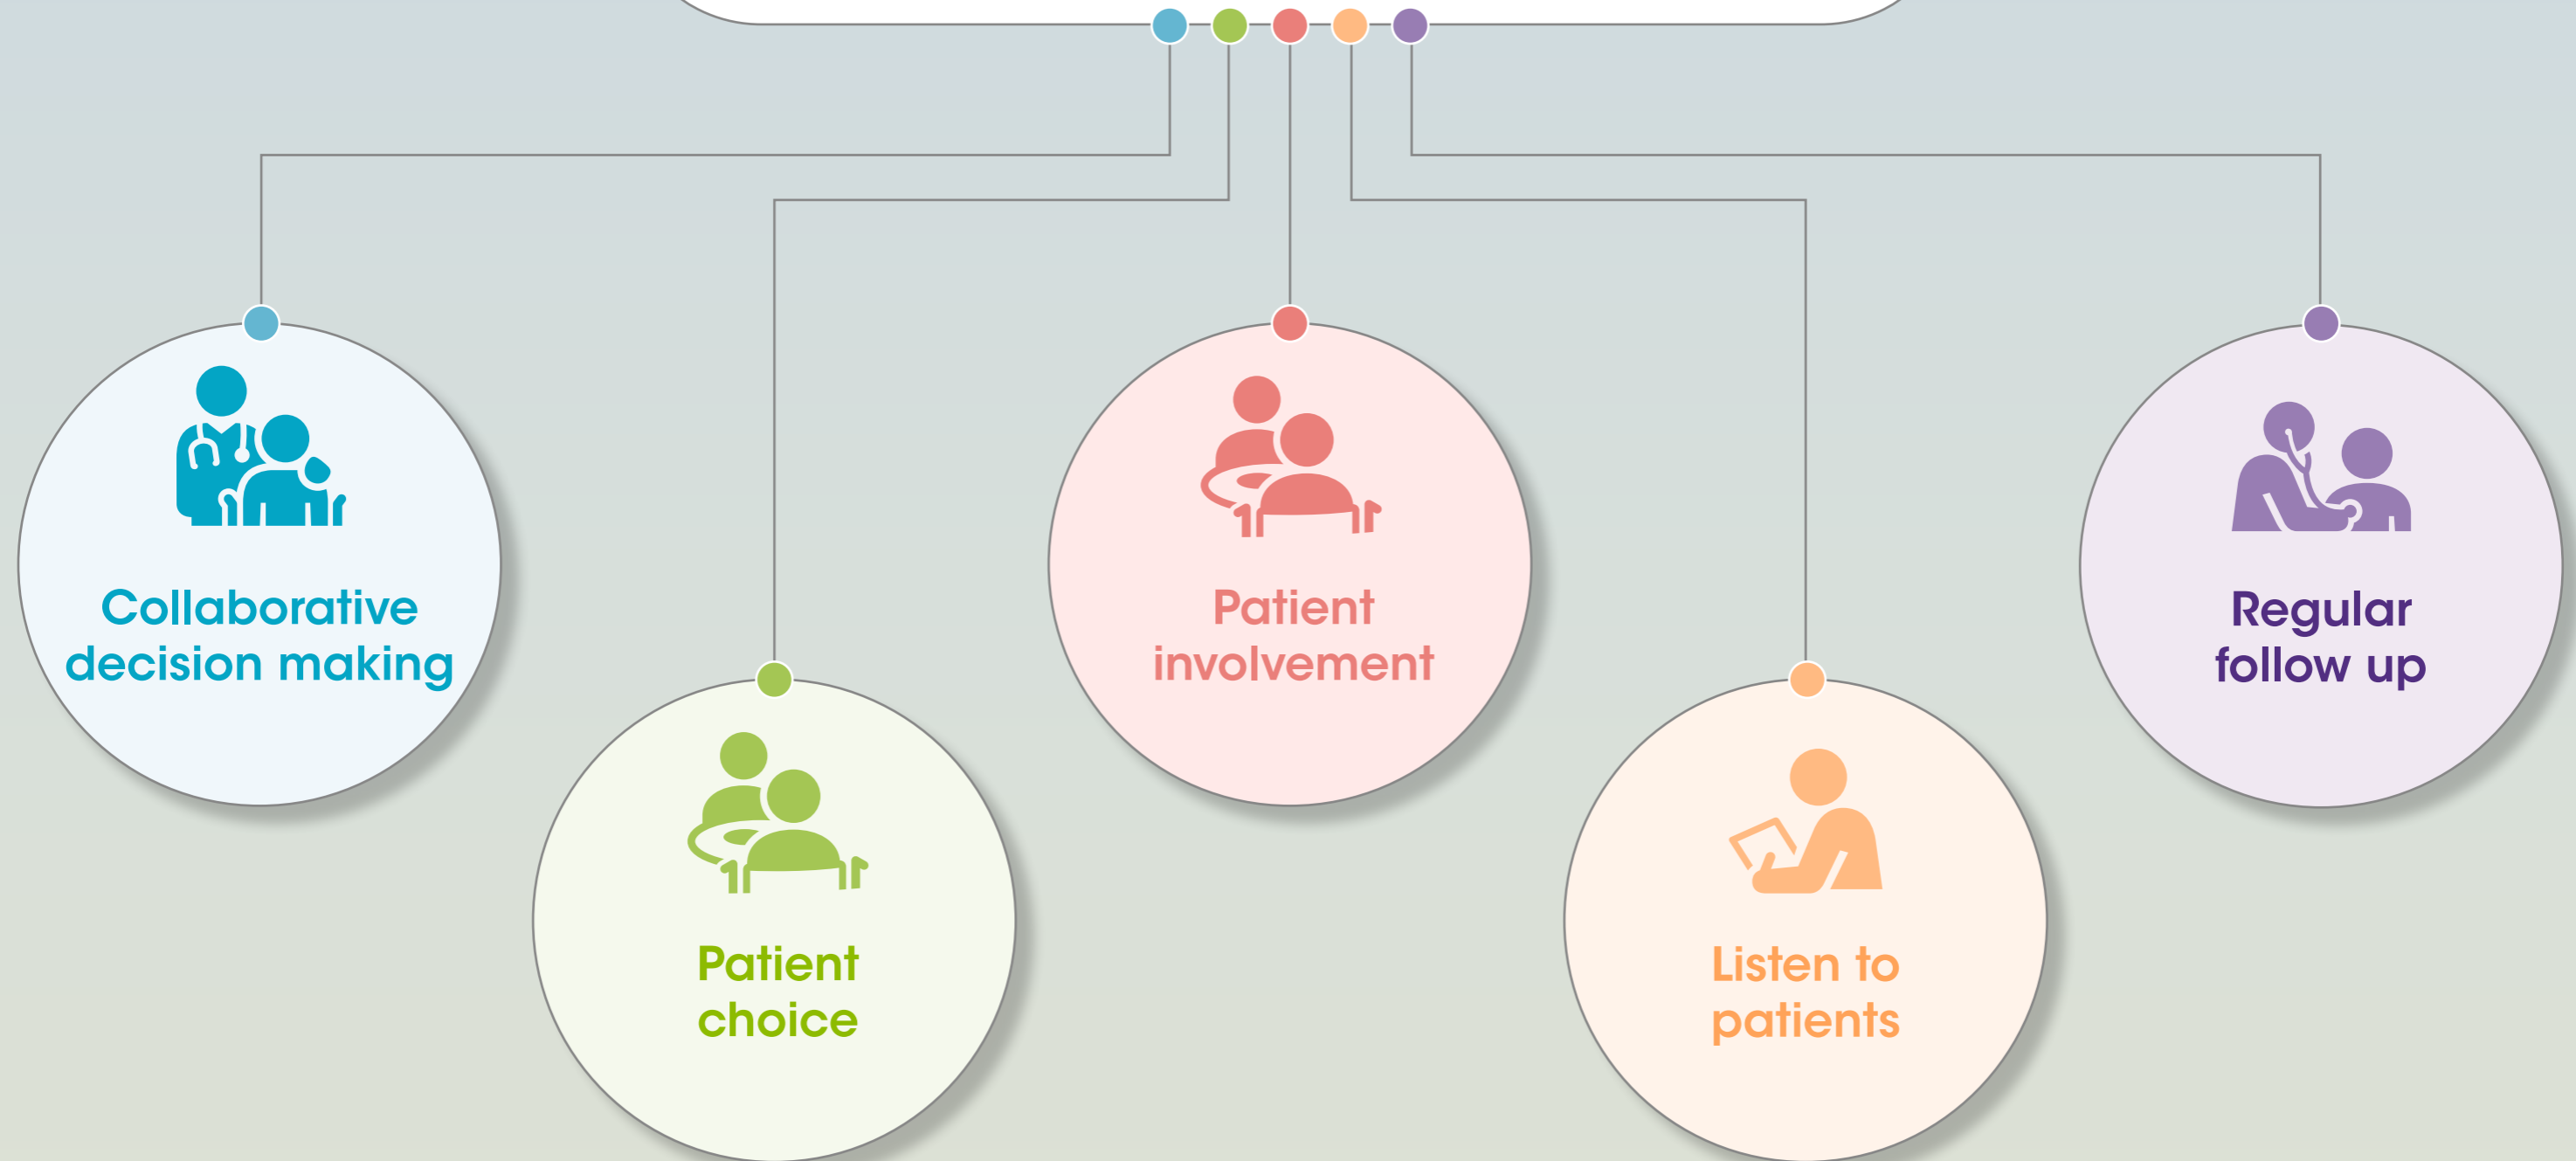 Collaborative
decision making
Patient
choice
Patient
involvement
Listen to
patients
Regular
follow up